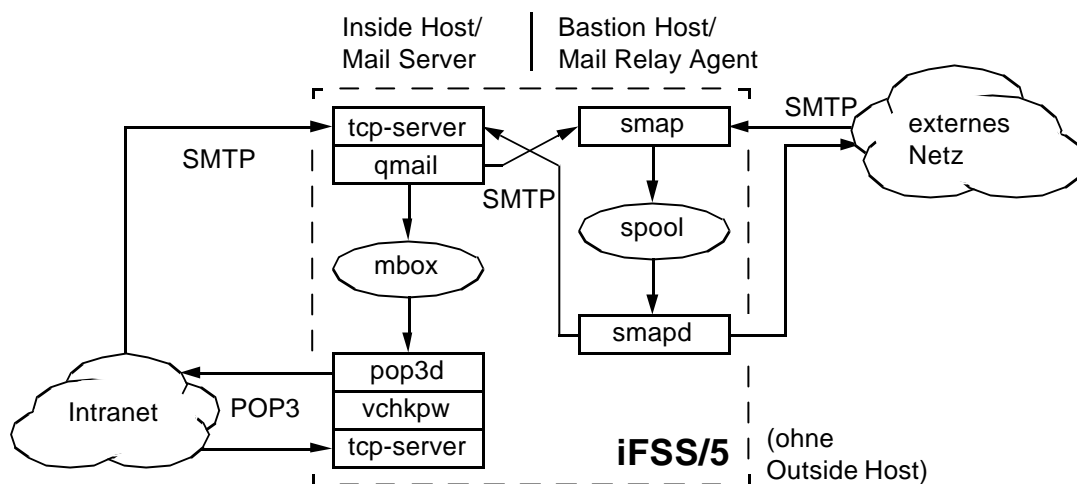 Inside Host/
Mail Server
Bastion Host/
Mail Relay Agent
tcp-server
qmail
smap
SMTP
externes
Netz
SMTP
SMTP
spool
mbox
smapd
pop3d
vchkpw
tcp-server
Intranet
POP3
iFSS/5
(ohne
Outside Host)